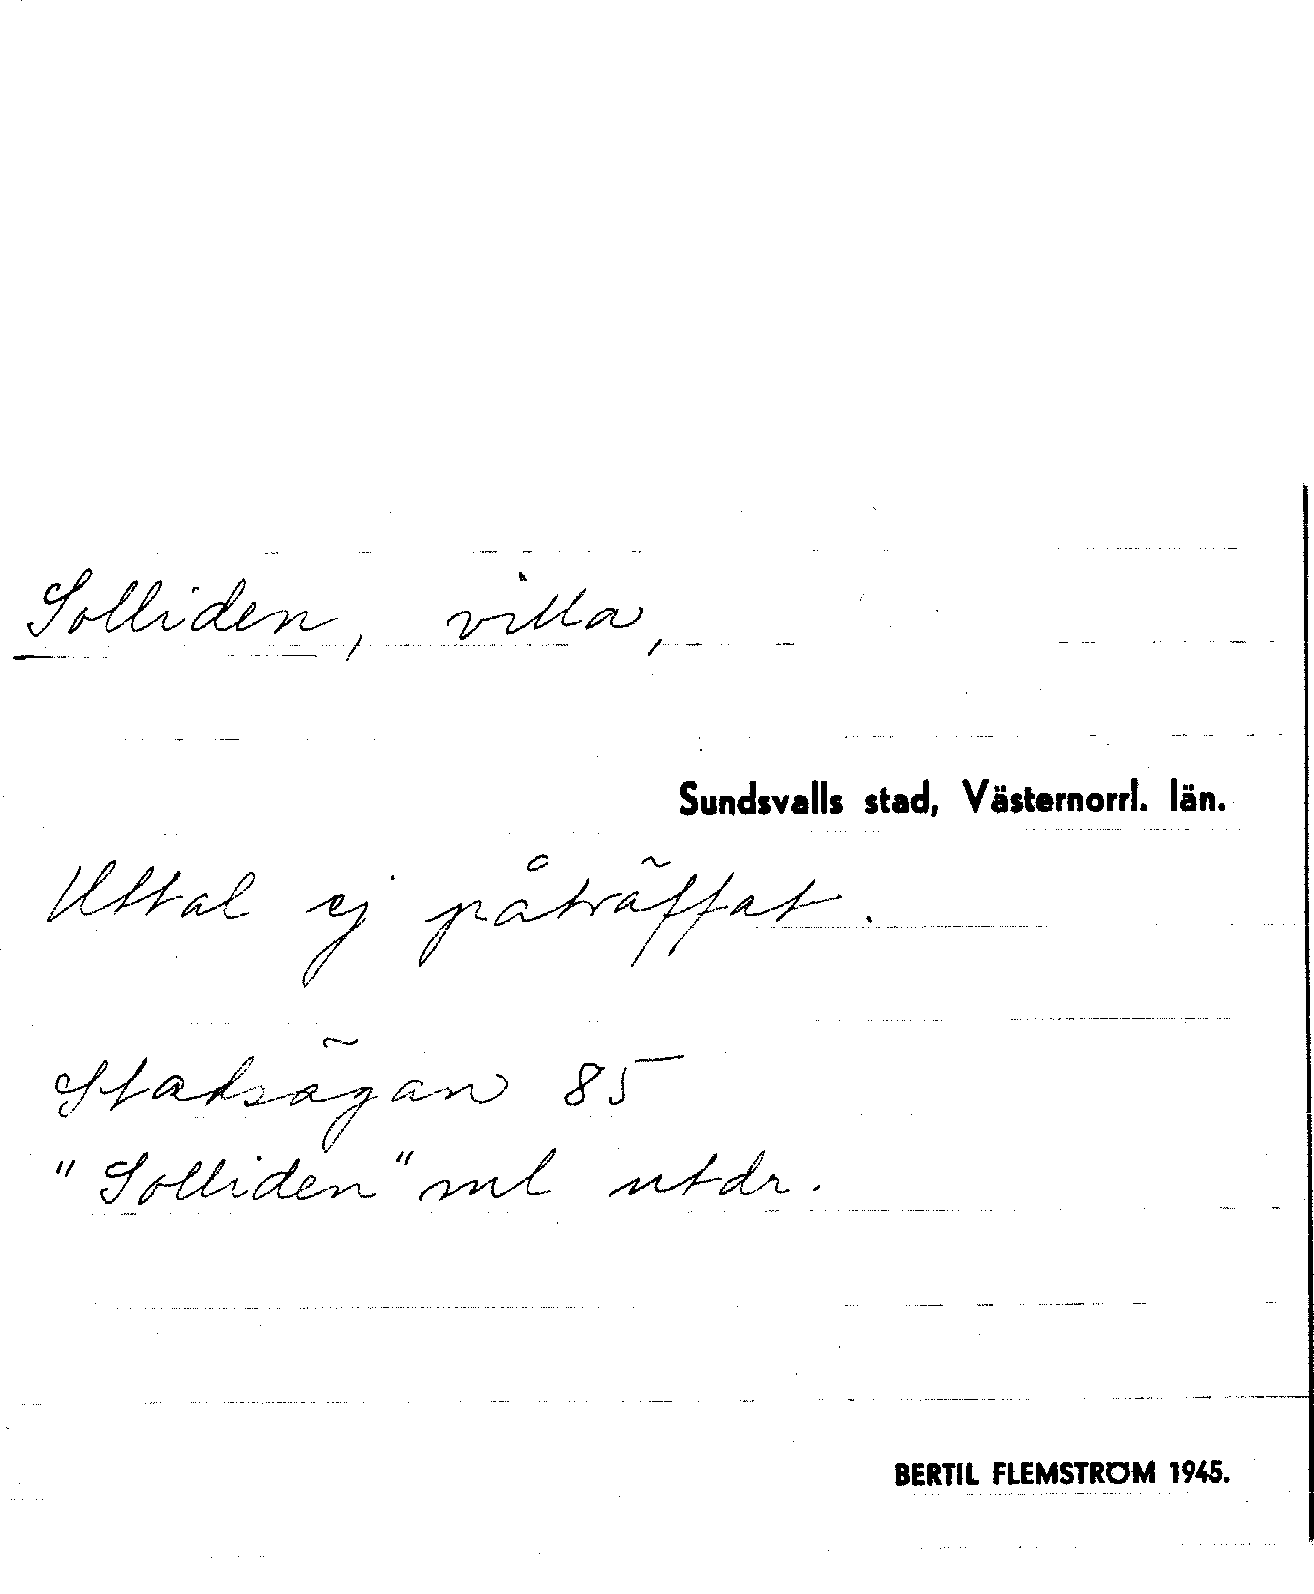 Solliden, villa,
Sundsvalls stad, Västernorrl. län.
Uttal ej påträffat.
Stadsägan 85
"Solliden" ml utdr.
BERTIL FLEMSTRÖM 1945.